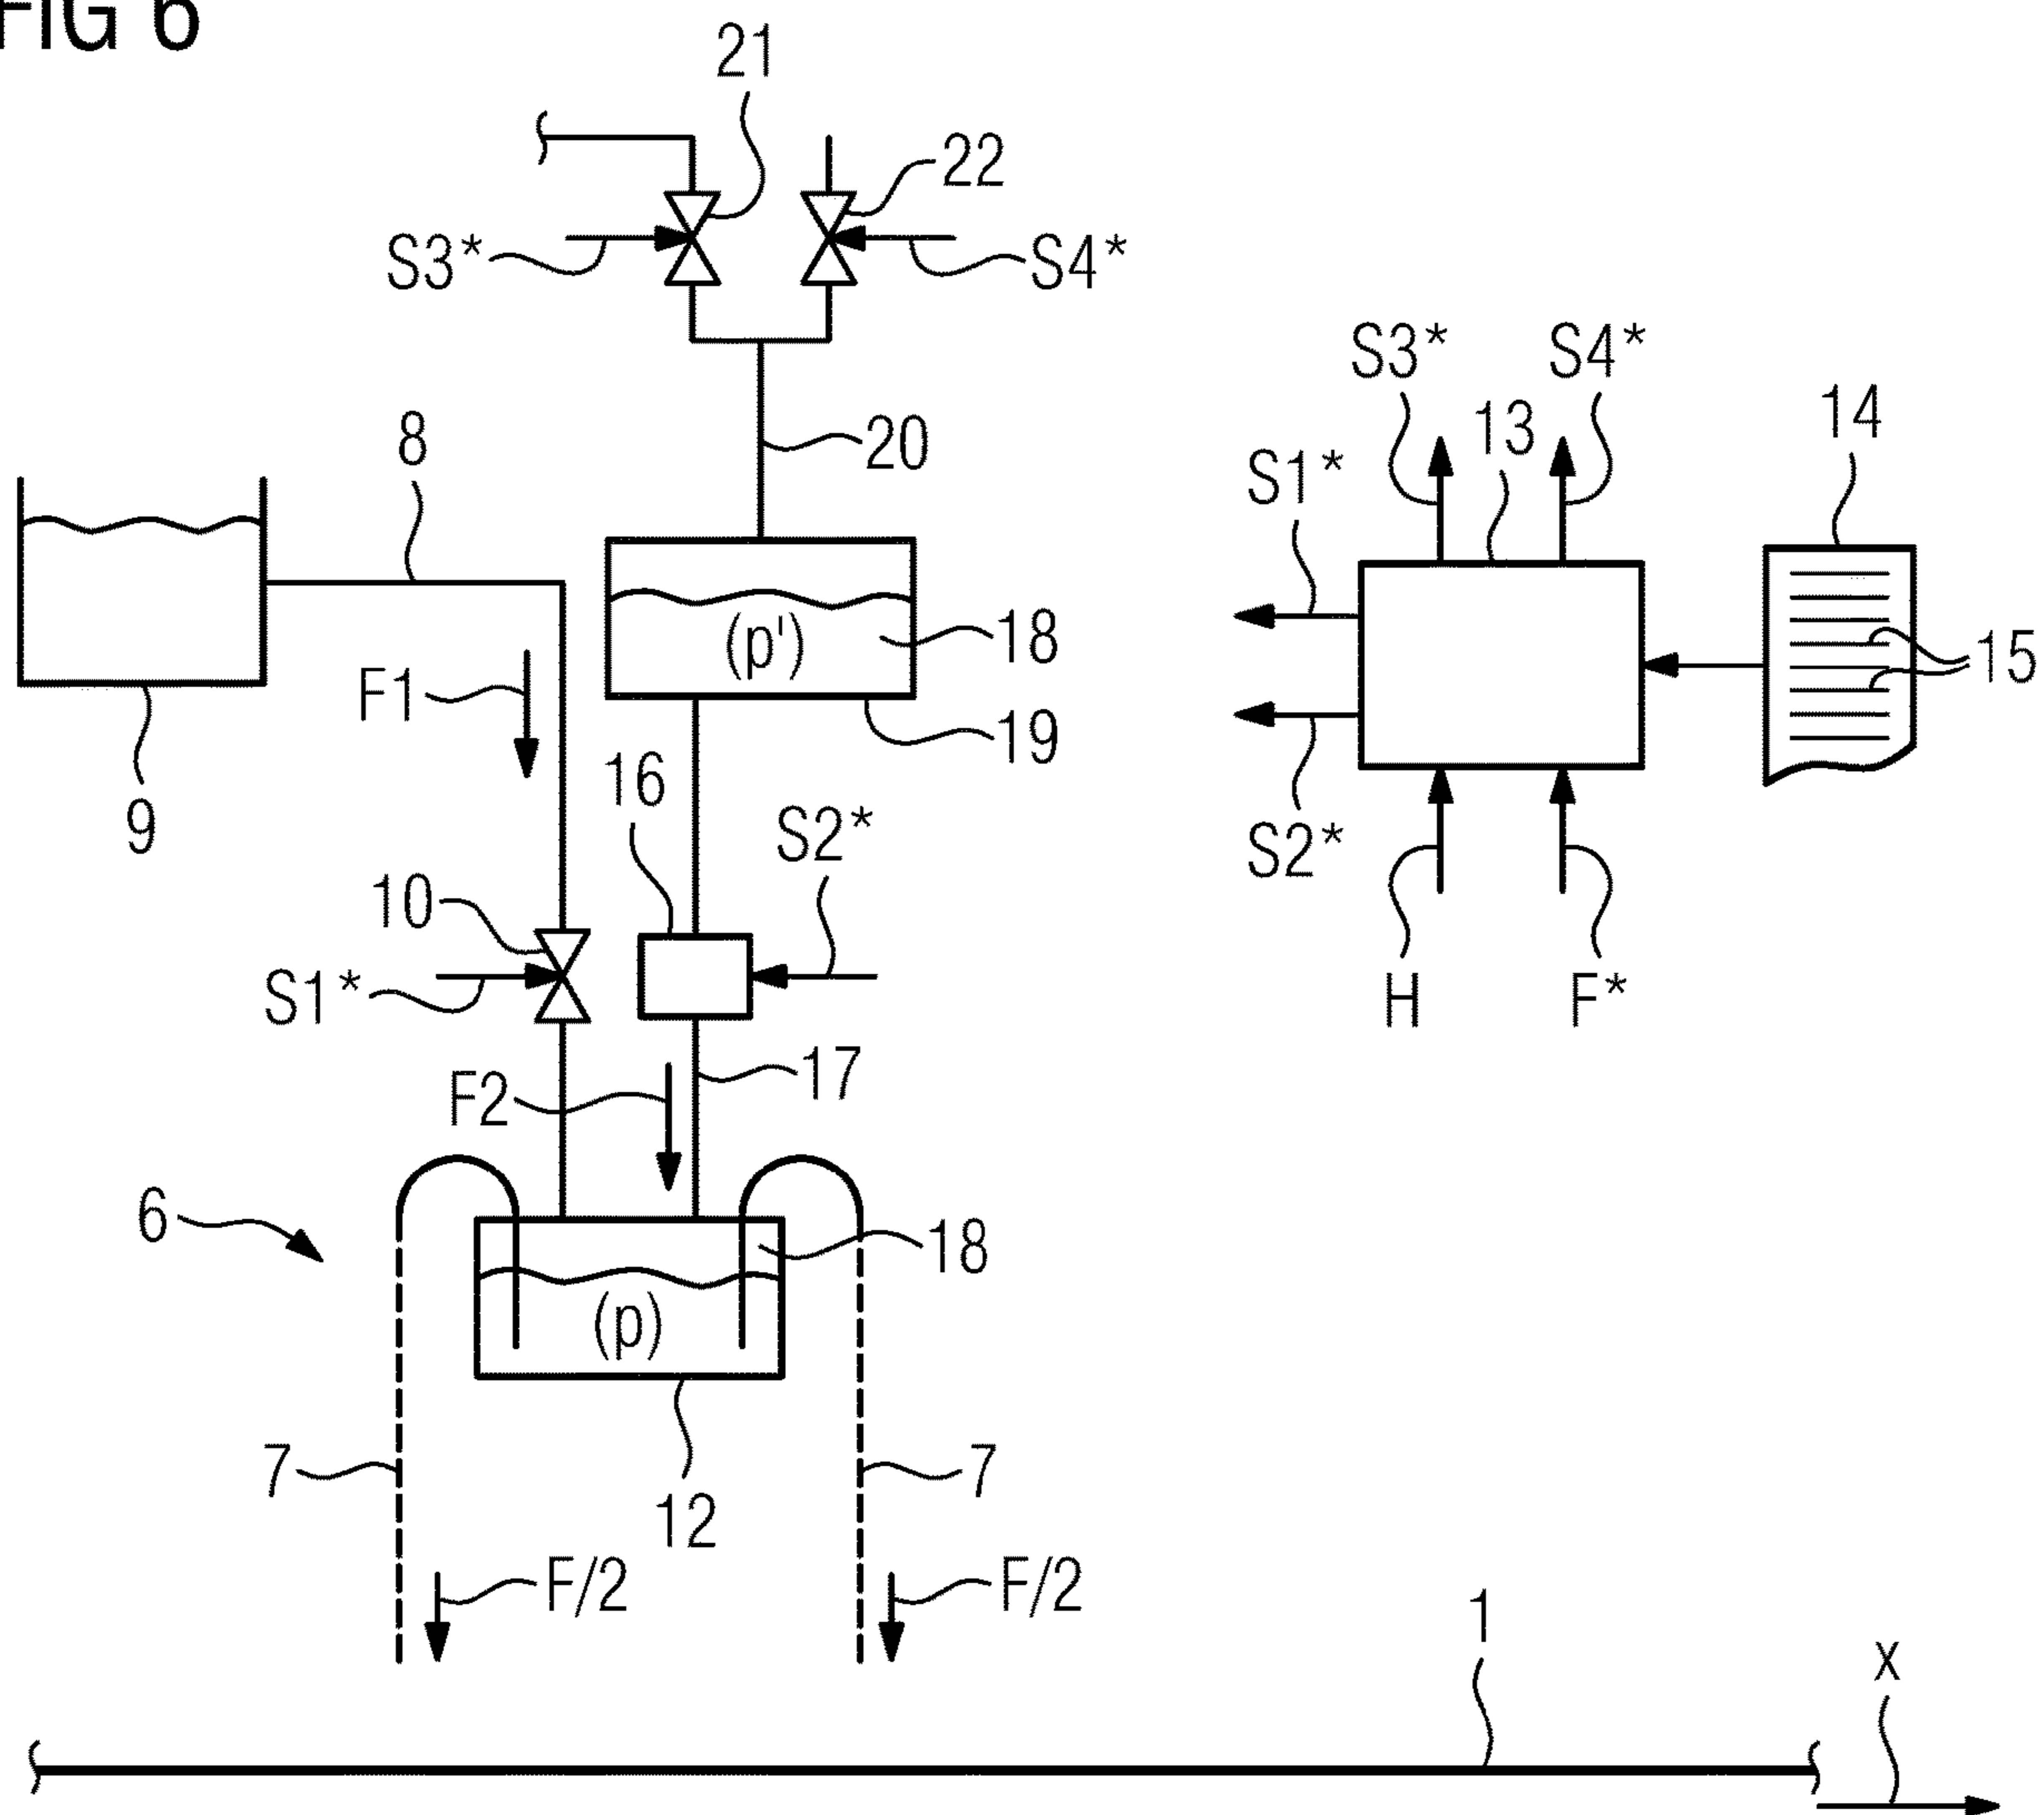 FIG 6
21
22
S3*
S4*
S3*
S4*
8
20
13
14
S1*
(p')
18
15
F1
19
16
9
S2*
S2*
10
S1*
H
F*
17
F2
6
18
(p)
7
7
12
F/2
F/2
1
x